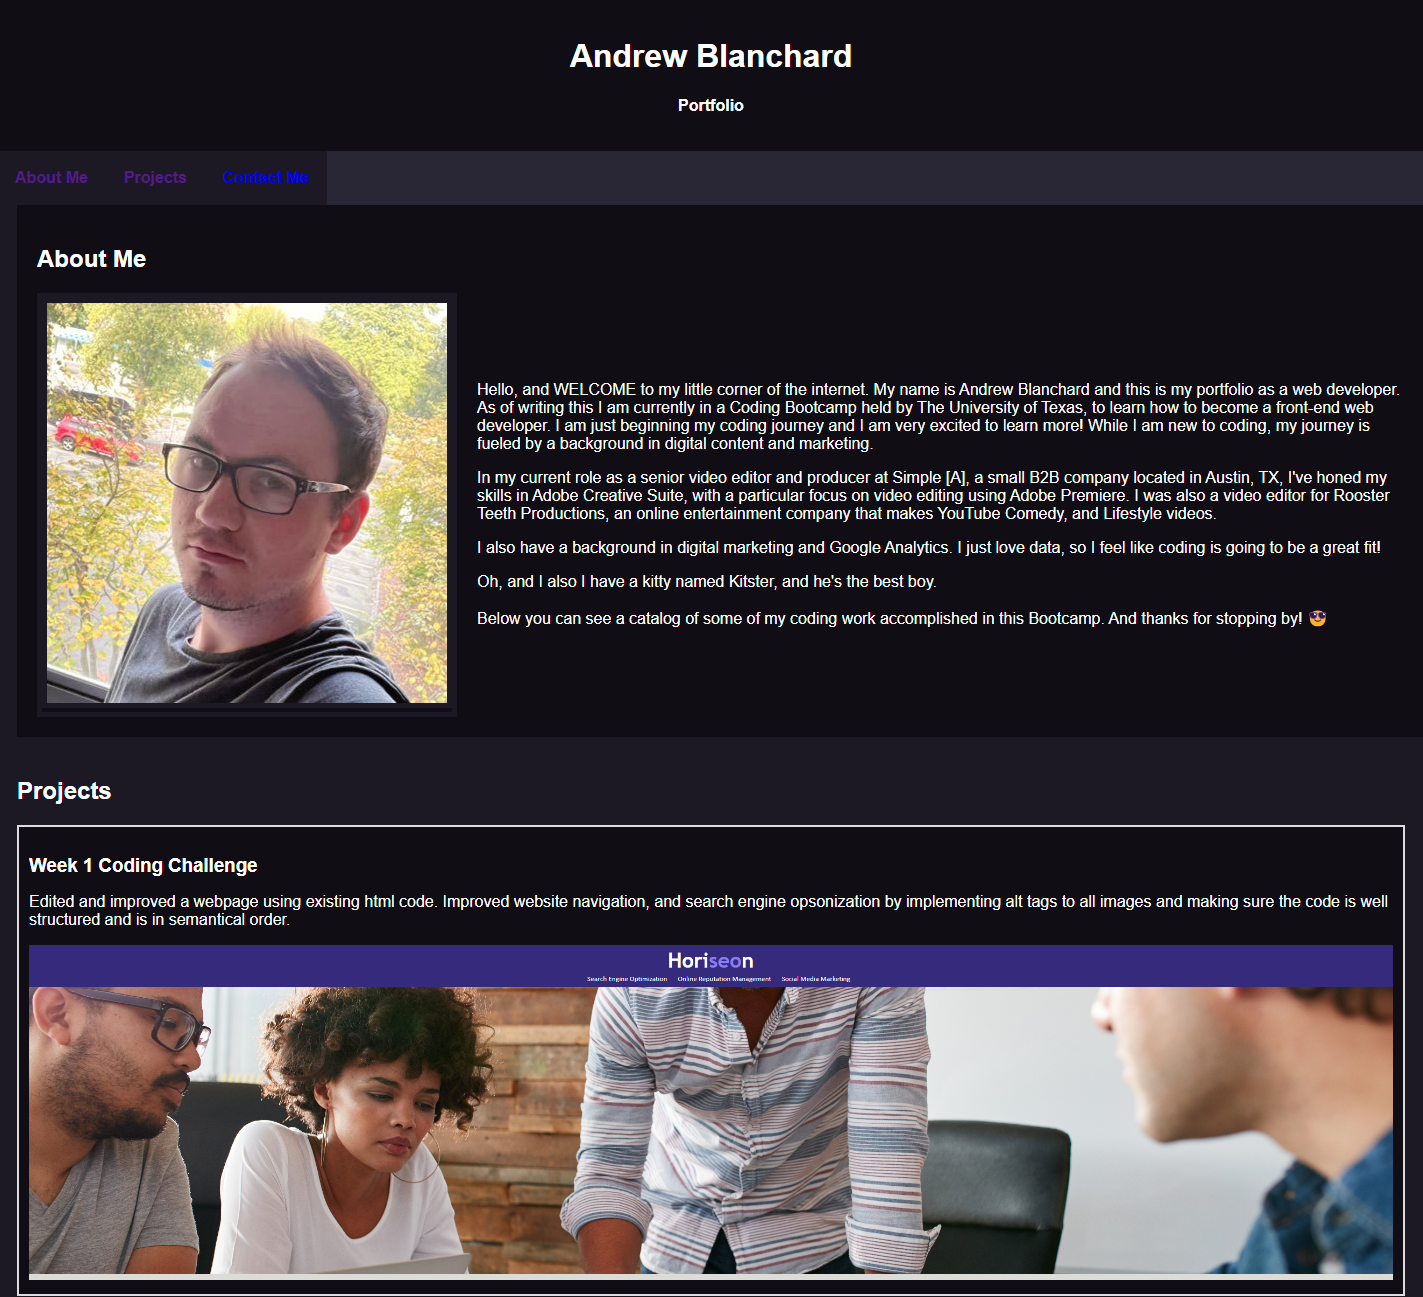 Andrew Blanchard
Portfolio
About Me Projects Contact Me
About Me
Hello, and WELCOME to my little corner of the internet. My name is Andrew Blanchard and this is my portfolio as a web developer.
As of writing this I am currently in a Coding Bootcamp held by The University of Texas, to learn how to become a front-end web
developer. I am just beginning my coding journey and I am very excited to learn more! While I am new to coding, my journey is
fueled by a background in digital content and marketing.
In my current role as a senior video editor and producer at Simple [A], a small B2B company located in Austin, TX, I've honed my
skills in Adobe Creative Suite, with a particular focus on video editing using Adobe Premiere. I was also a video editor for Rooster
Teeth Productions, an online entertainment company that makes YouTube Comedy, and Lifestyle videos.
I also have a background in digital marketing and Google Analytics. I just love data, so I feel like coding is going to be a great fit!
Oh, and I also I have a kitty named Kitster, and he's the best boy.
Below you can see a catalog of some of my coding work accomplished in this Bootcamp. And thanks for stopping by! 😎
Projects
Week 1 Coding Challenge
Edited and improved a webpage using existing html code. Improved website navigation, and search engine opsonization by implementing alt tags to all images and making sure the code is well
structured and is in semantical order.
Horiseon
Search Engine Optimization Online Reputation Management Social Media Marketing